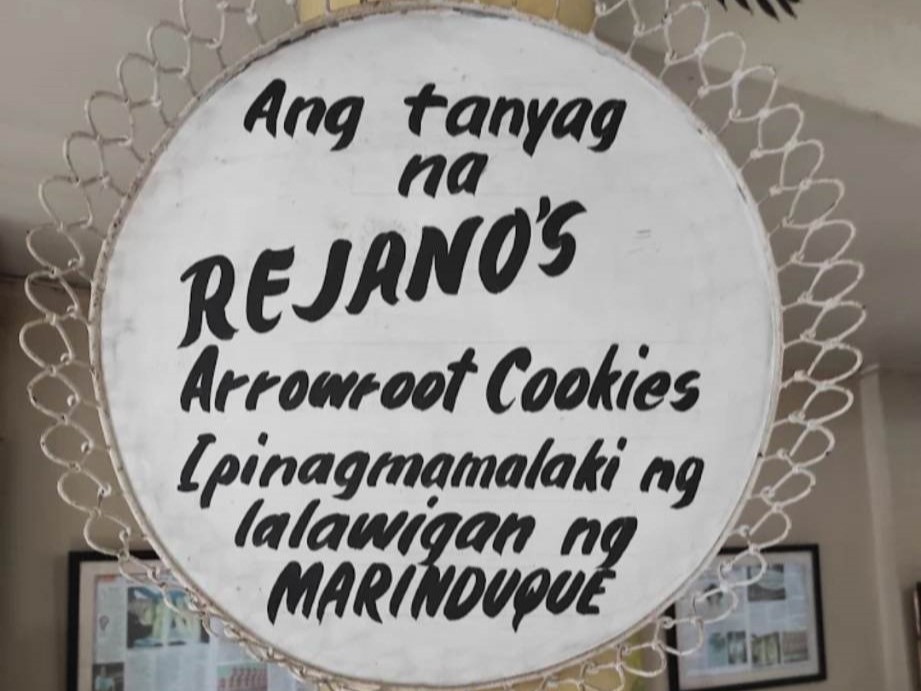 Ang tanyag
na
REJANO'S
Arrowroot Cookies
Ipinagmamalaki ng
lalawigan ng
MARINDUQUE